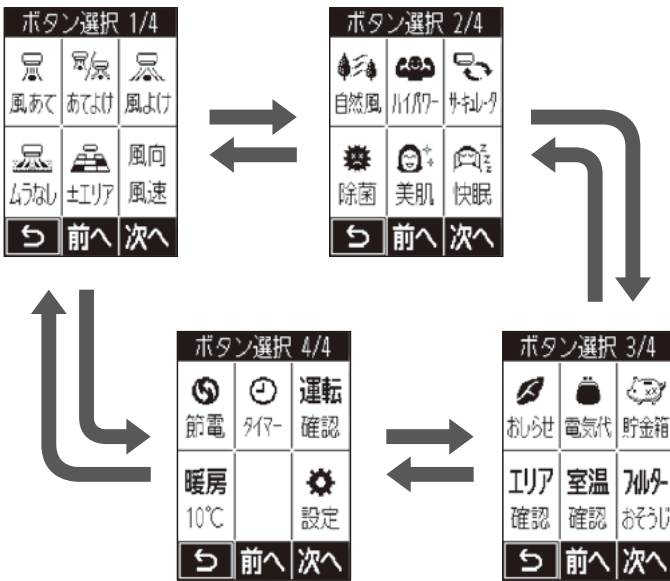 ボタン選択 1/4
風あて あてよけ 風よけ
ムラなし ±エリア 風向
風速
前へ 次へ
ボタン選択 2/4
自然風 ハイパワー サーキュレータ
除菌 美肌 快眠
前へ 次へ
ボタン選択 4/4
節電 タイマー 運転
確認
暖房
10℃ 設定
前へ 次へ
ボタン選択 3/4
おしらせ 電気代 貯金箱
エリア 室温 フィルター
確認 確認 おそうじ
前へ 次へ